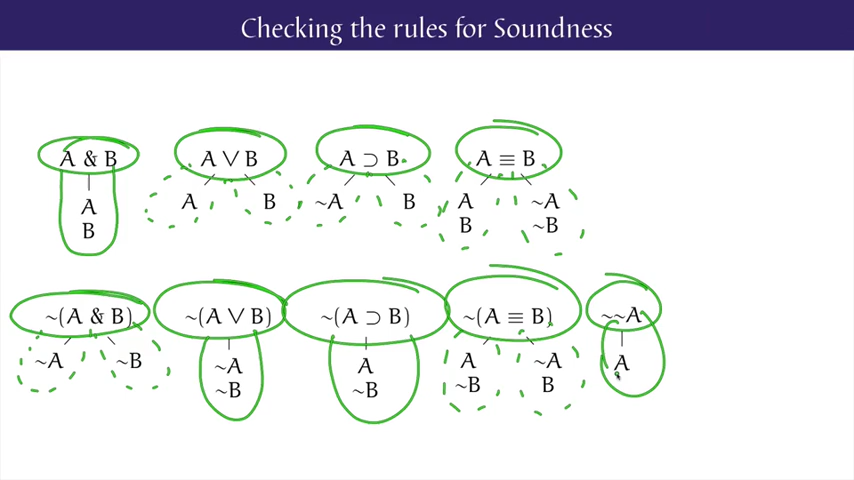 Checking the rules for Soundness
A & B
A
B
A ∨ B
A B
A ⊃ B
~A B
A ≡ B
A ~A
B ~B
~(A & B)
~A ~B
~(A ∨ B)
~A
~B
~(A ⊃ B)
A
~B
~(A ≡ B)
A ~A
~B B
~~A
A